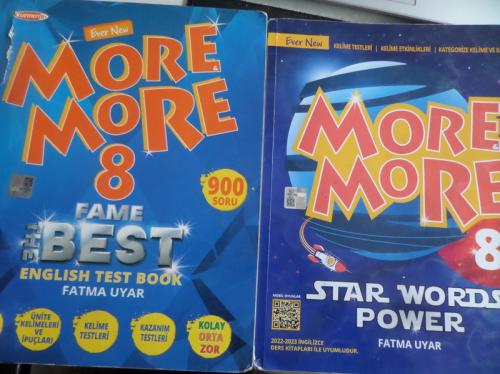 Kurmay
Ever New
MORE
&
MORE
8
FAME
THE BEST
900
SORU
ENGLISH TEST BOOK
FATMA UYAR
ÜNİTE
KELİMELERİ
VE
İPUÇLARI
KELİME
TESTLERİ
KAZANIM
TESTLERİ
KOLAY
ORTA
ZOR
Ever New
KELİME TESTLERİ | KELİME ETKİNLİKLERİ | KATEGORİZE KELİME VE
MORE
&
MORE
8
STAR WORDS
POWER
MOBİL UYUMLU
2022-2023 İNGİLİZCE
DERS KİTAPLARI İLE UYUMLUDUR.
FATMA UYAR